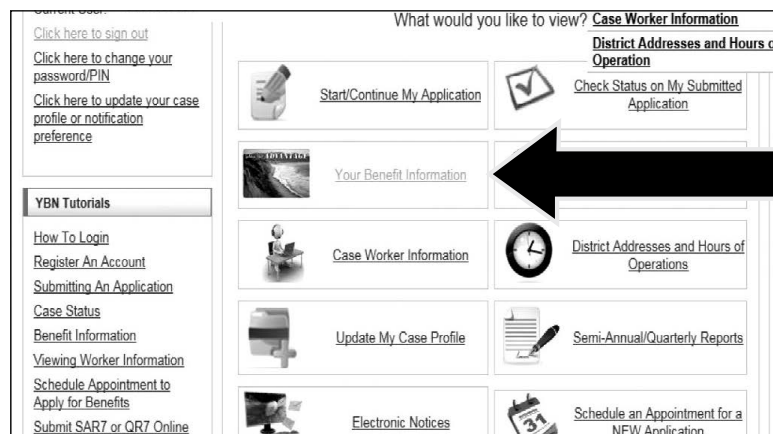 Current User:
Click here to sign out
Click here to change your
password/PIN
Click here to update your case
profile or notification
preference
YBN Tutorials
How To Login
Register An Account
Submitting An Application
Case Status
Benefit Information
Viewing Worker Information
Schedule Appointment to
Apply for Benefits
Submit SAR7 or QR7 Online
What would you like to view?
Case Worker Information
District Addresses and Hours o
Operation
Start/Continue My Application
Check Status on My Submitted
Application
ADVANTAGE
Your Benefit Information
Case Worker Information
District Addresses and Hours of
Operations
Update My Case Profile
Semi-Annual/Quarterly Reports
Electronic Notices
31
Schedule an Appointment for a
NEW Application